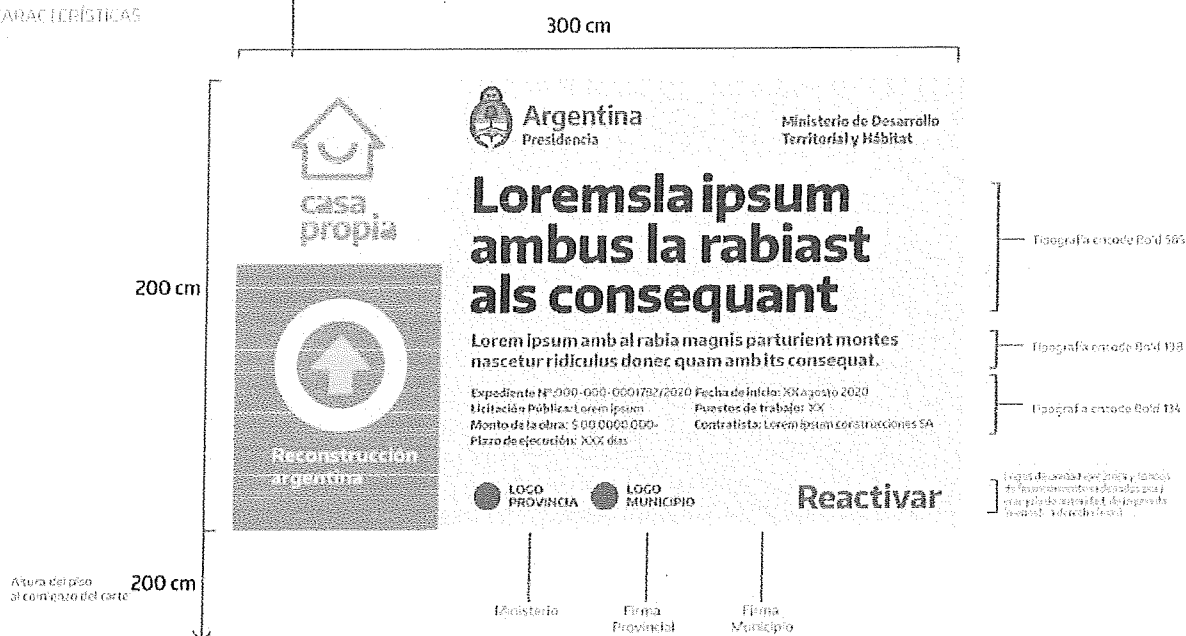 CARACTERÍSTICAS
300 cm
casa
propia
Argentina
Presidencia
Ministerio de Desarrollo
Territorial y Hábitat
Loremsla ipsum
ambus la rabiast
als consequant
Lorem ipsum amb al rabia magnis parturient montes
nascetur ridiculus donec quam amb its consequat.
Expediente Nº:000-000-0001792/2020 Fecha de inicio: XX agosto 2020
Licitación Pública: Lorem ipsum Puestos de trabajo: XX
Monto de la obra: $ 00.0000.000- Contratista: Lorem ipsum construcciones SA
Plazo de ejecución: XXX días
Reconstrucción
argentina
LOGO
PROVINCIA
LOGO
MUNICIPIO
Reactivar
200 cm
Tipografía encode Bold 565
Tipografía encode Bold 198
Tipografía encode Bold 134
Altura del piso
al comienzo del cartel
200 cm
Ministerio
Firma
Provincial
Firma
Municipio